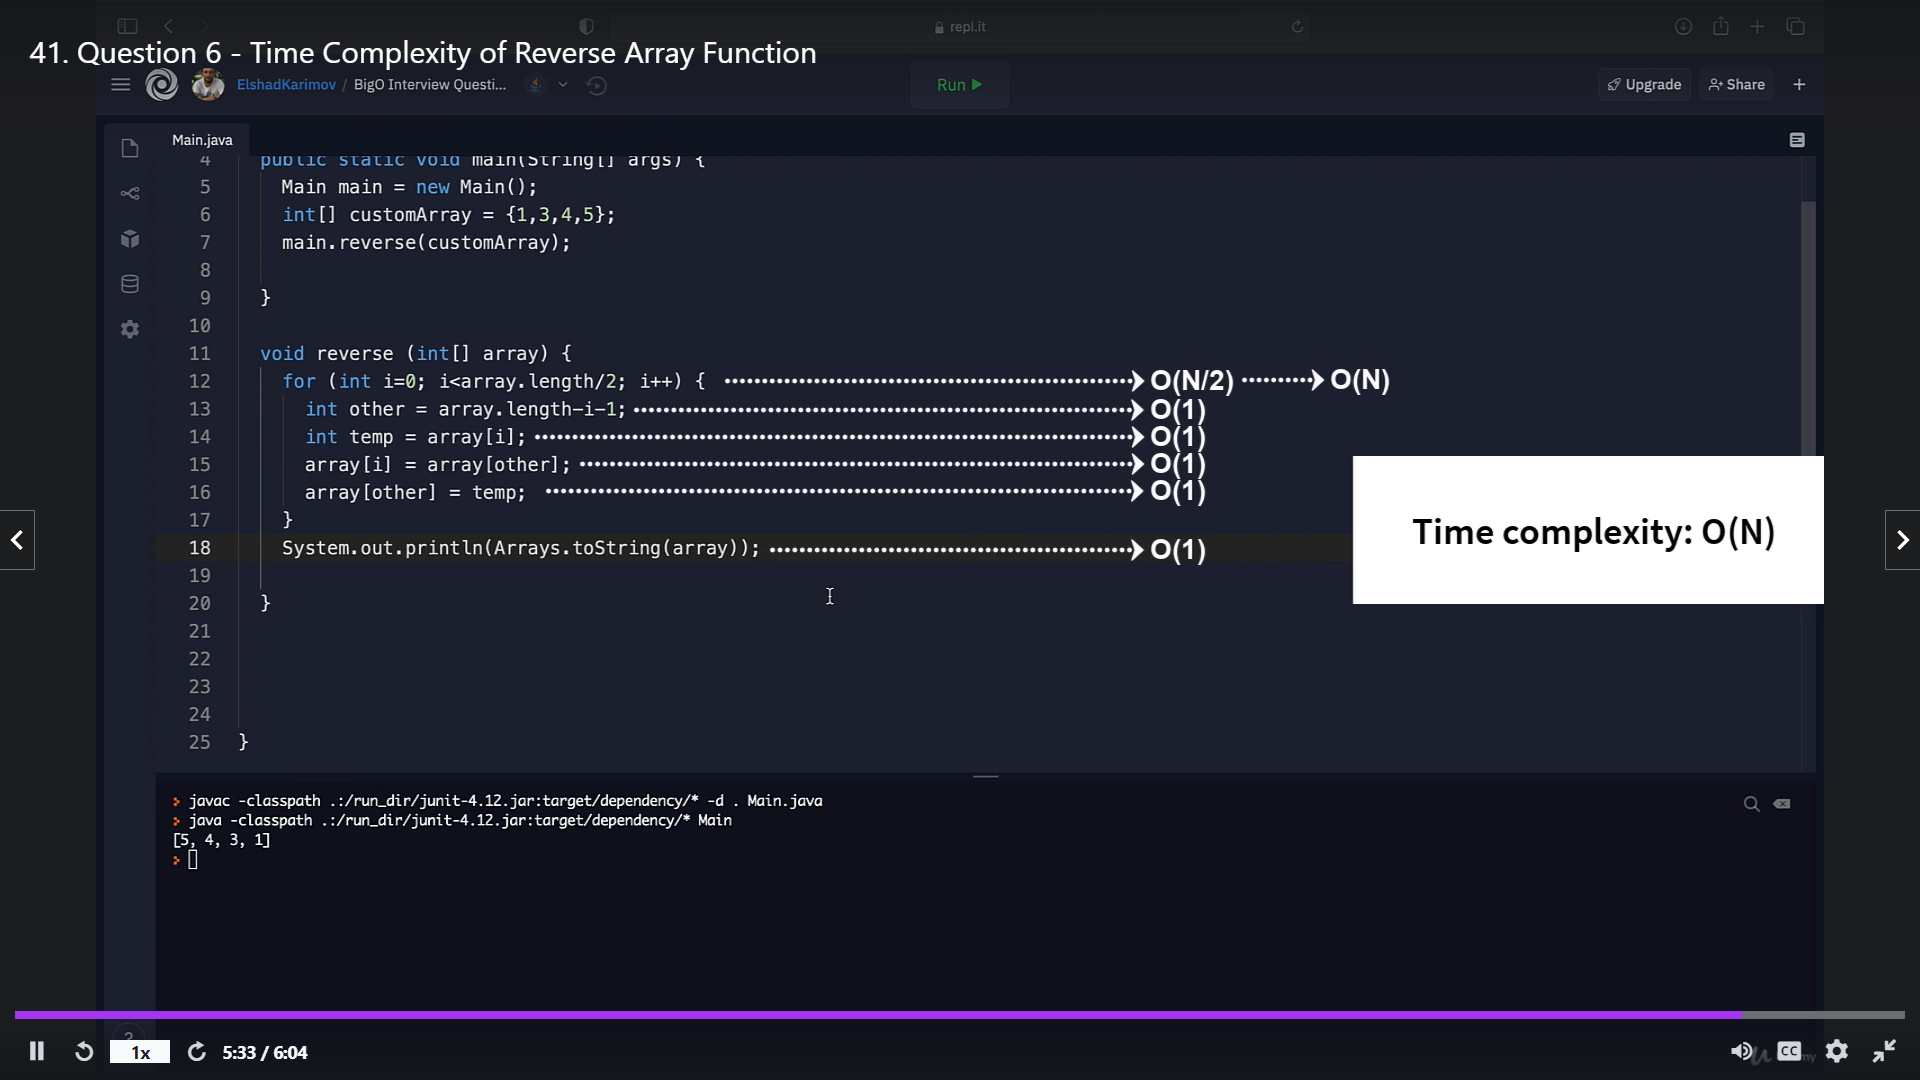 repl.it
41. Question 6 - Time Complexity of Reverse Array Function
ElshadKarimov / BigO Interview Questi...
Run
Upgrade
Share
Main.java
4 public static void main(String[] args) {
5 Main main = new Main();
6 int[] customArray = {1,3,4,5};
7 main.reverse(customArray);
8
9 }
10
11 void reverse (int[] array) {
12 for (int i=0; i<array.length/2; i++) { O(N/2) O(N)
13 int other = array.length-i-1; O(1)
14 int temp = array[i]; O(1)
15 array[i] = array[other]; O(1)
16 array[other] = temp; O(1)
17 }
Time complexity: O(N)
18 System.out.println(Arrays.toString(array)); O(1)
19
20 }
21
22
23
24
25 }
javac -classpath .:/run_dir/junit-4.12.jar:target/dependency/* -d . Main.java
java -classpath .:/run_dir/junit-4.12.jar:target/dependency/* Main
[5, 4, 3, 1]
1x
5:33 / 6:04
CC